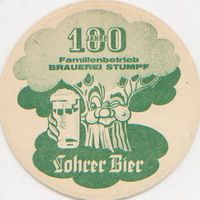 100
JAHRE
Familienbetrieb
BRAUEREI STUMPF
Lohrer Bier